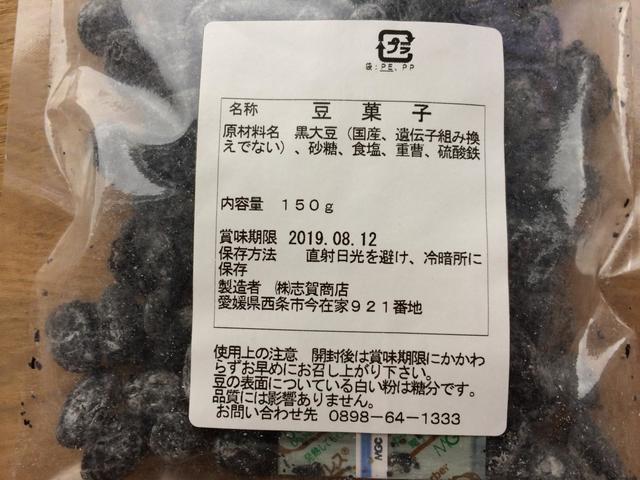 プラ
袋:PE、PP
名称 豆菓子
原材料名 黒大豆(国産、遺伝子組み換
えでない)、砂糖、食塩、重曹、硫酸鉄
内容量 150g
賞味期限 2019.08.12
保存方法 直射日光を避け、冷暗所に
保存
製造者 ㈱志賀商店
愛媛県西条市今在家921番地
使用上の注意 開封後は賞味期限にかかわ
らずお早めにお召し上がり下さい。
豆の表面についている白い粉は糖分です。
品質には影響ありません。
お問い合わせ先 0898-64-1333
MGC